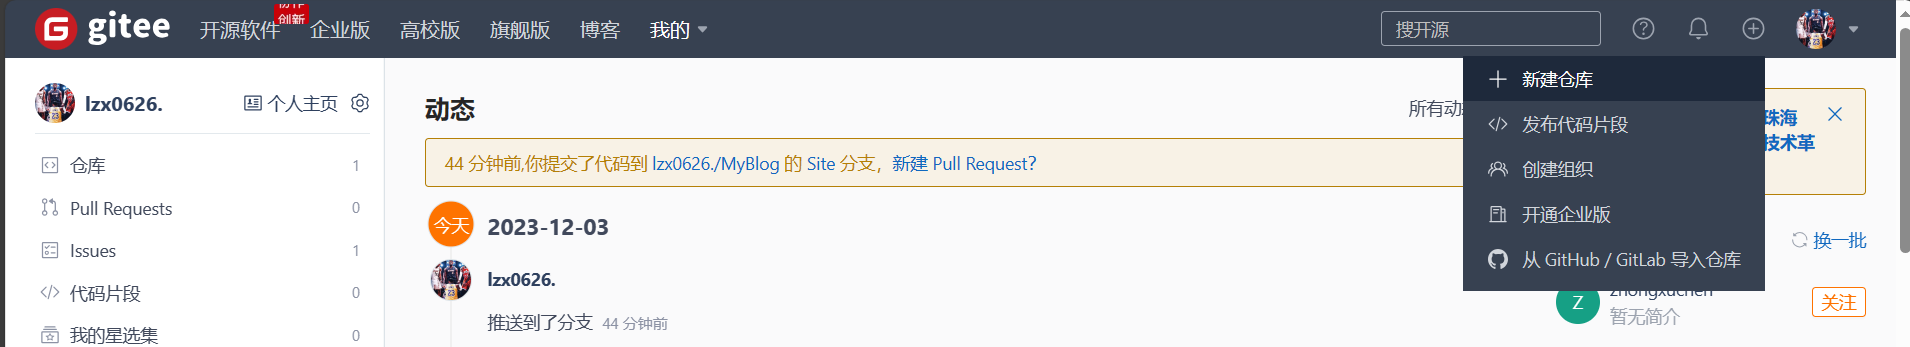 gitee 开源软件 创新 企业版 高校版 旗舰版 博客 我的 搜开源
lzx0626. 个人主页
仓库 1
Pull Requests 0
Issues 1
代码片段 0
我的星选集 0
动态
所有动
44 分钟前,你提交了代码到 lzx0626./MyBlog 的 Site 分支，新建 Pull Request?
今天 2023-12-03
lzx0626.
推送到了分支 44 分钟前
新建仓库
发布代码片段
创建组织
开通企业版
从 GitHub / GitLab 导入仓库
珠海
技术革
换一批
Z zhongxuchen 关注
暂无简介